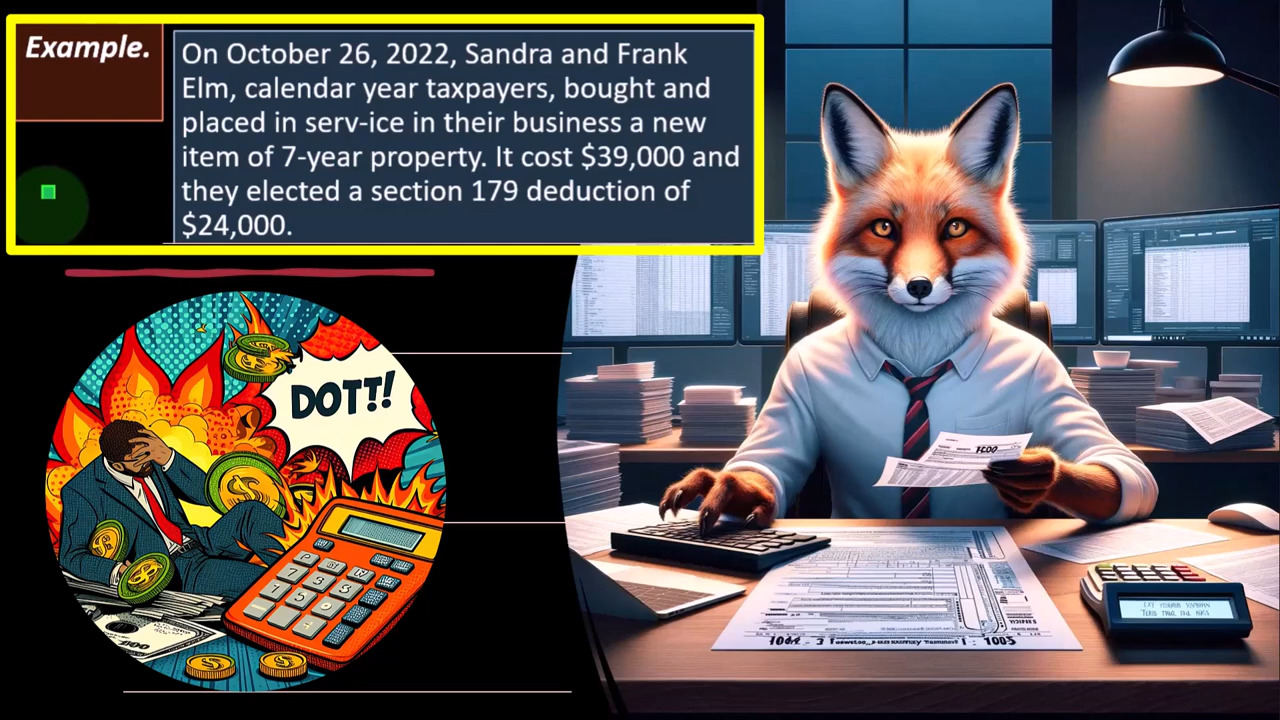 Example.
On October 26, 2022, Sandra and Frank
Elm, calendar year taxpayers, bought and
placed in serv-ice in their business a new
item of 7-year property. It cost $39,000 and
they elected a section 179 deduction of
$24,000.
DOTT!!